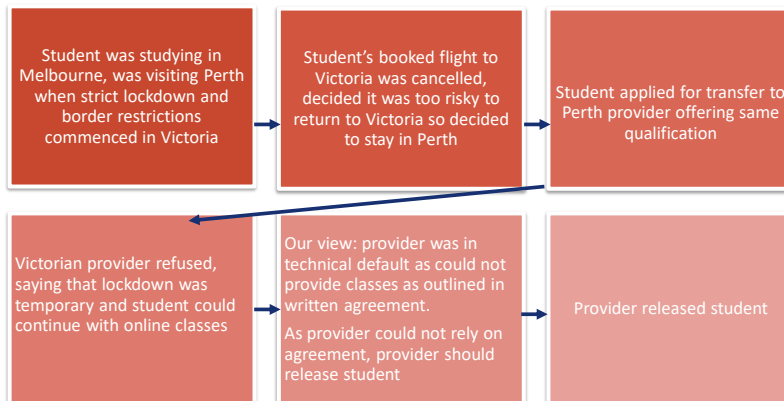 Student was studying in
Melbourne, was visiting Perth
when strict lockdown and
border restrictions
commenced in Victoria
Student's booked flight to
Victoria was cancelled,
decided it was too risky to
return to Victoria so decided
to stay in Perth
Student applied for transfer to
Perth provider offering same
qualification
Victorian provider refused,
saying that lockdown was
temporary and student could
continue with online classes
Our view: provider was in
technical default as could not
provide classes as outlined in
written agreement.
As provider could not rely on
agreement, provider should
release student
Provider released student